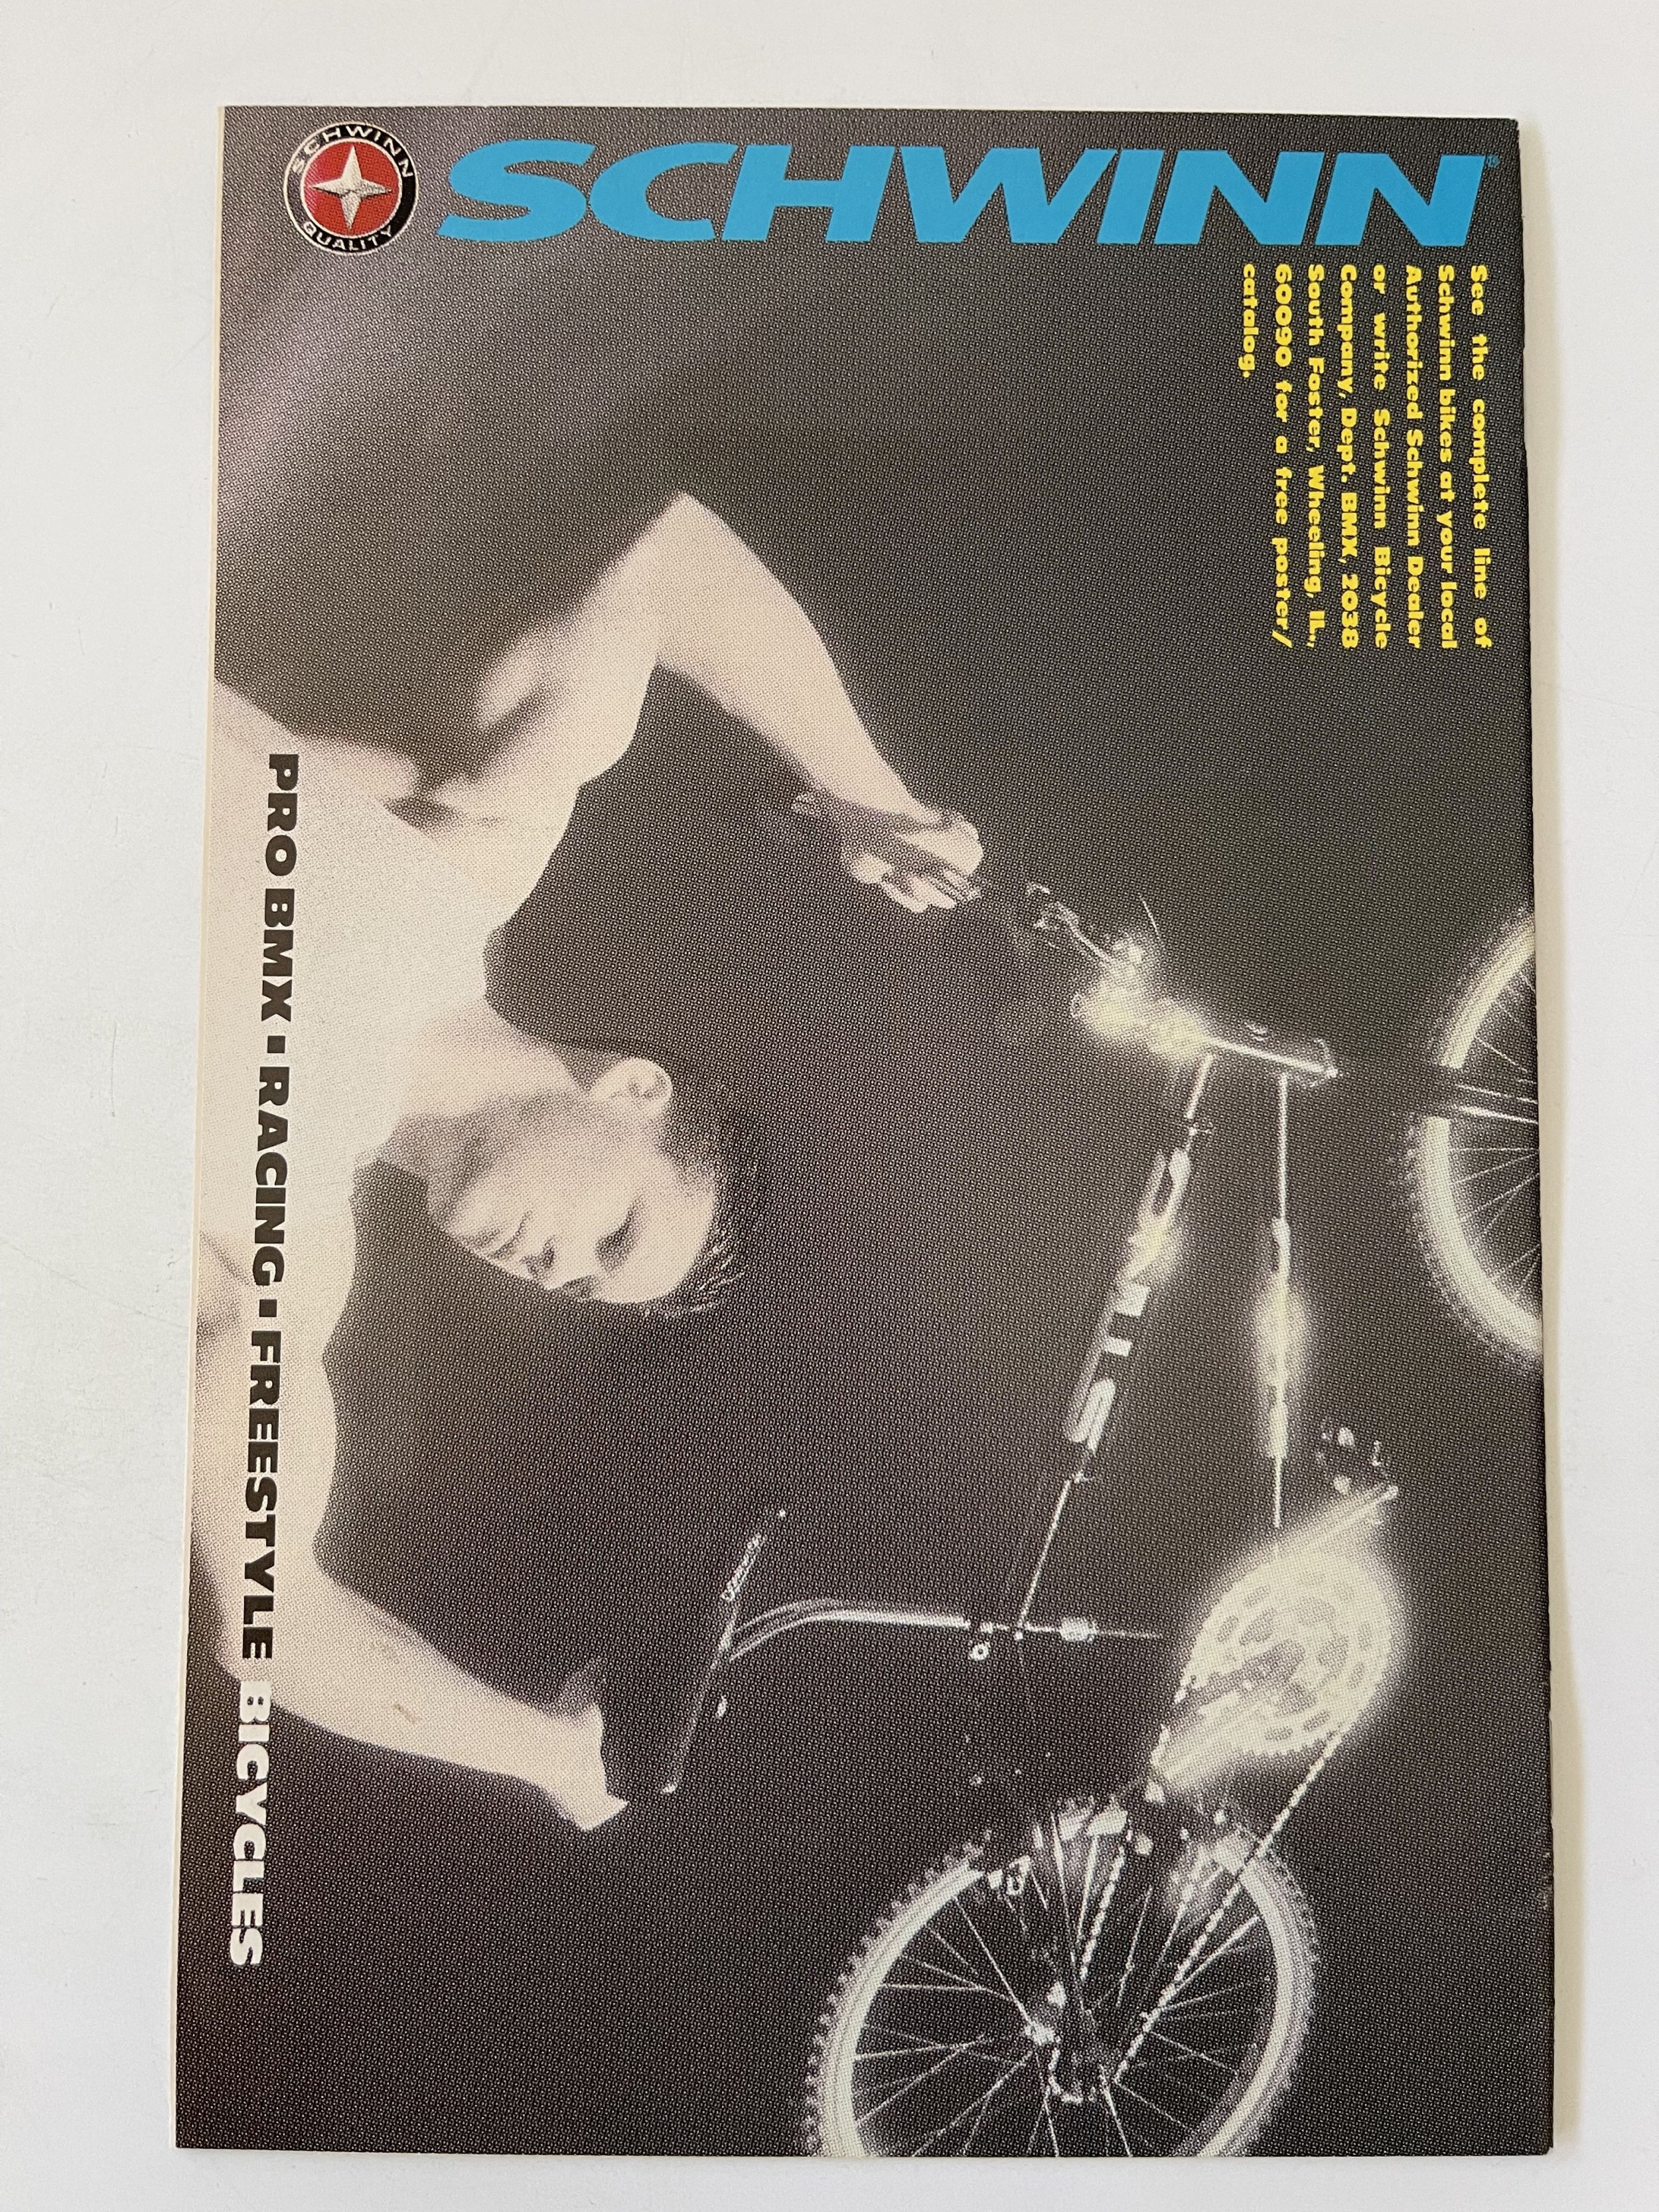 SCHWINN
QUALITY
SCHWINN®
See the complete line of
Schwinn bikes at your local
Authorized Schwinn Dealer
or write Schwinn Bicycle
Company, Dept. BMX, 2038
South Foster, Wheeling, IL,
60090 for a free poster/
catalog.
PRO BMX ▪ RACING ▪ FREESTYLE BICYCLES